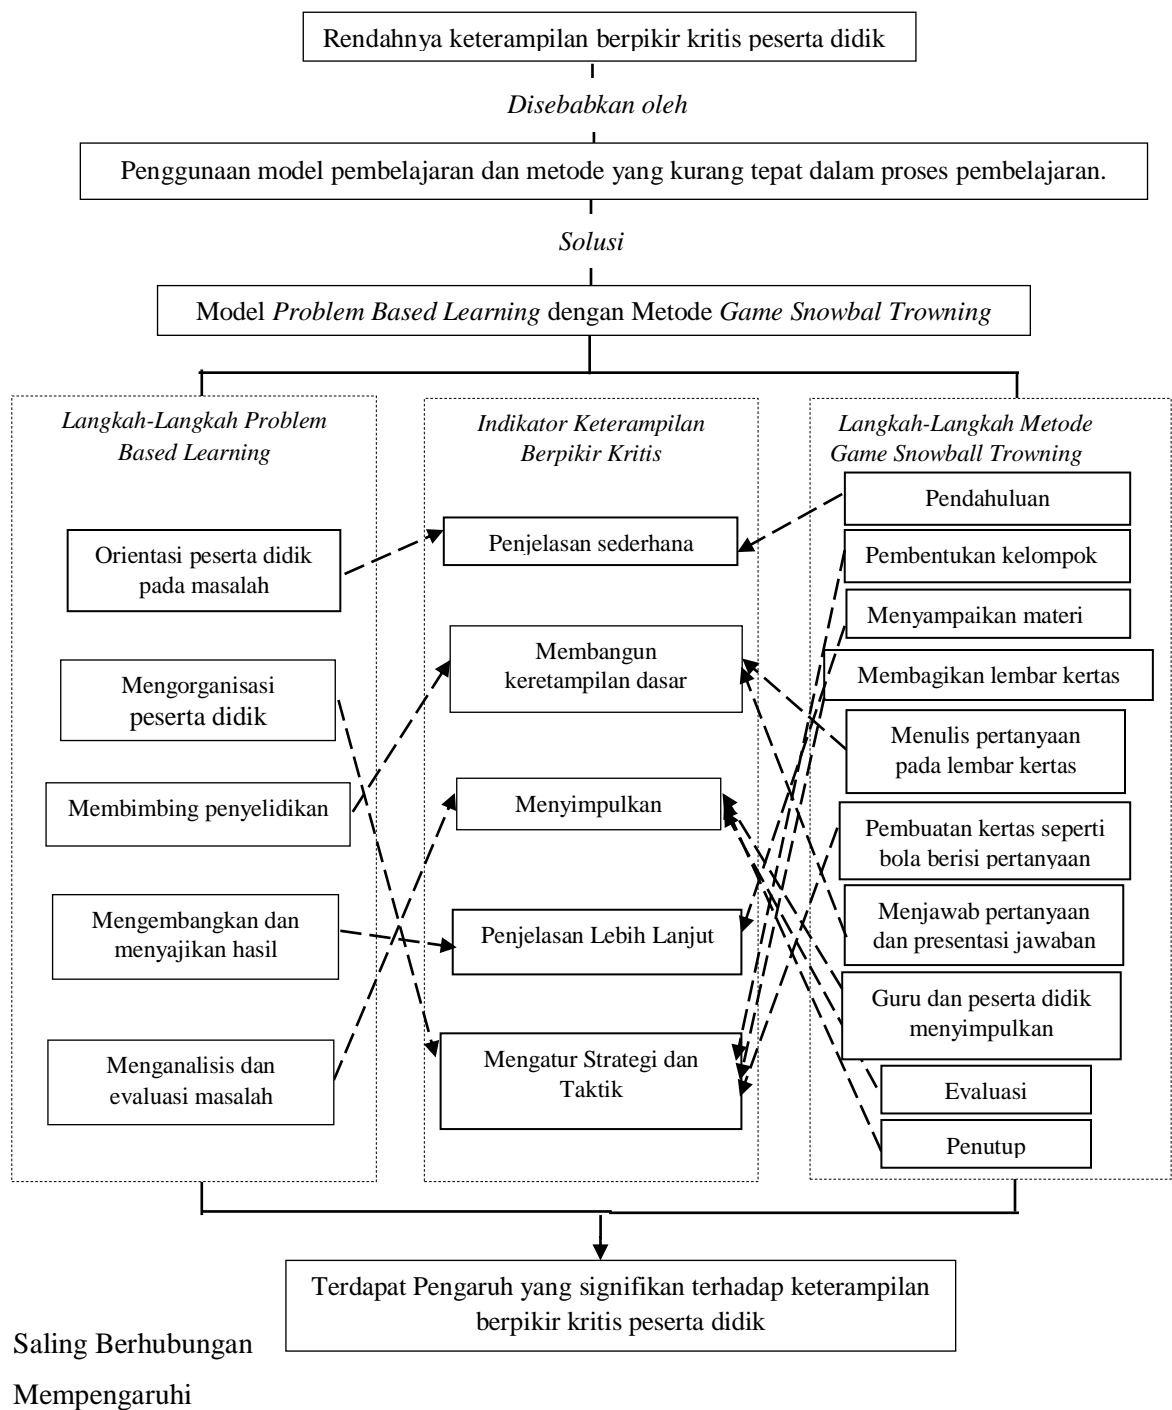 Rendahnya keterampilan berpikir kritis peserta didik
Disebabkan oleh
Penggunaan model pembelajaran dan metode yang kurang tepat dalam proses pembelajaran.
Solusi
Model Problem Based Learning dengan Metode Game Snowbal Trowning
Langkah-Langkah Problem
Based Learning
Orientasi peserta didik
pada masalah
Mengorganisasi
peserta didik
Membimbing penyelidikan
Mengembangkan dan
menyajikan hasil
Menganalisis dan
evaluasi masalah
Indikator Keterampilan
Berpikir Kritis
Penjelasan sederhana
Membangun
keretampilan dasar
Menyimpulkan
Penjelasan Lebih Lanjut
Mengatur Strategi dan
Taktik
Langkah-Langkah Metode
Game Snowball Trowning
Pendahuluan
Pembentukan kelompok
Menyampaikan materi
Membagikan lembar kertas
Menulis pertanyaan
pada lembar kertas
Pembuatan kertas seperti
bola berisi pertanyaan
Menjawab pertanyaan
dan presentasi jawaban
Guru dan peserta didik
menyimpulkan
Evaluasi
Penutup
Terdapat Pengaruh yang signifikan terhadap keterampilan
berpikir kritis peserta didik
Saling Berhubungan
Mempengaruhi